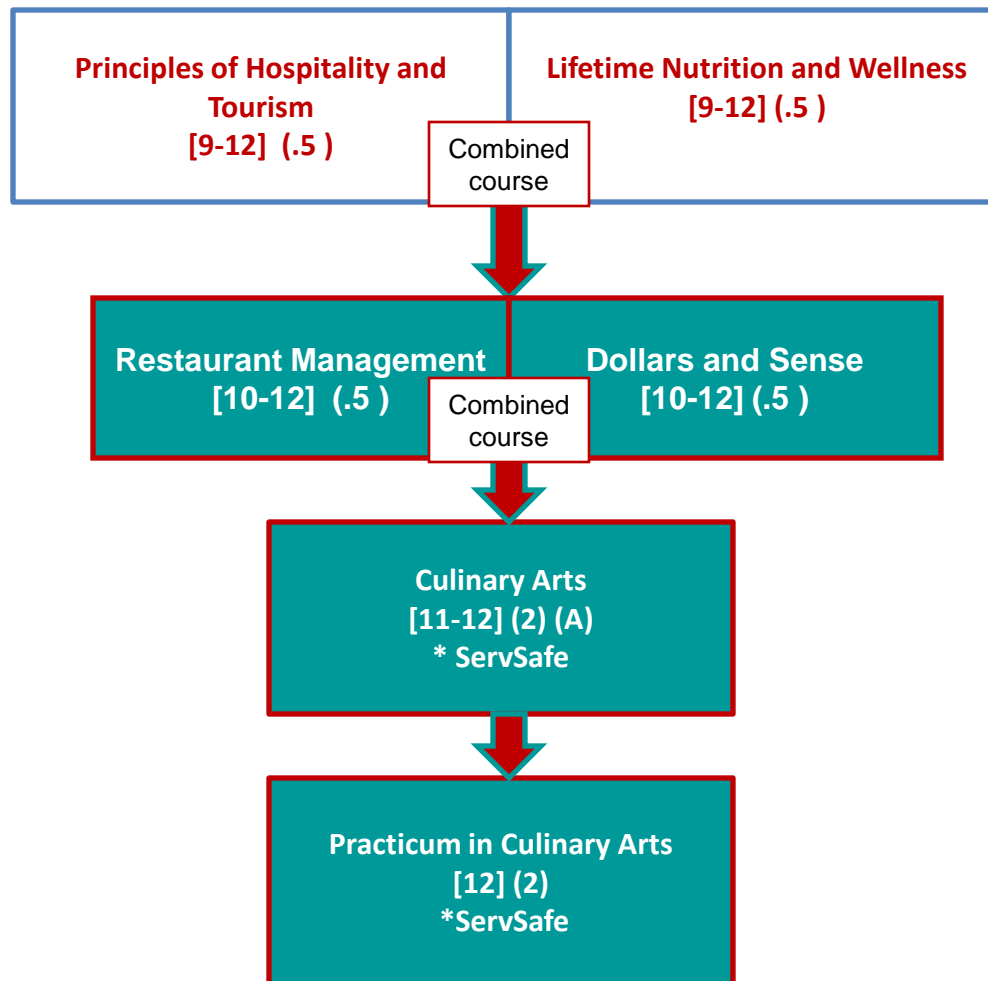 Principles of Hospitality and
Tourism
[9-12] (.5 )
Lifetime Nutrition and Wellness
[9-12] (.5 )
Combined
course
Restaurant Management
[10-12] (.5 )
Dollars and Sense
[10-12] (.5 )
Combined
course
Culinary Arts
[11-12] (2) (A)
* ServSafe
Practicum in Culinary Arts
[12] (2)
*ServSafe